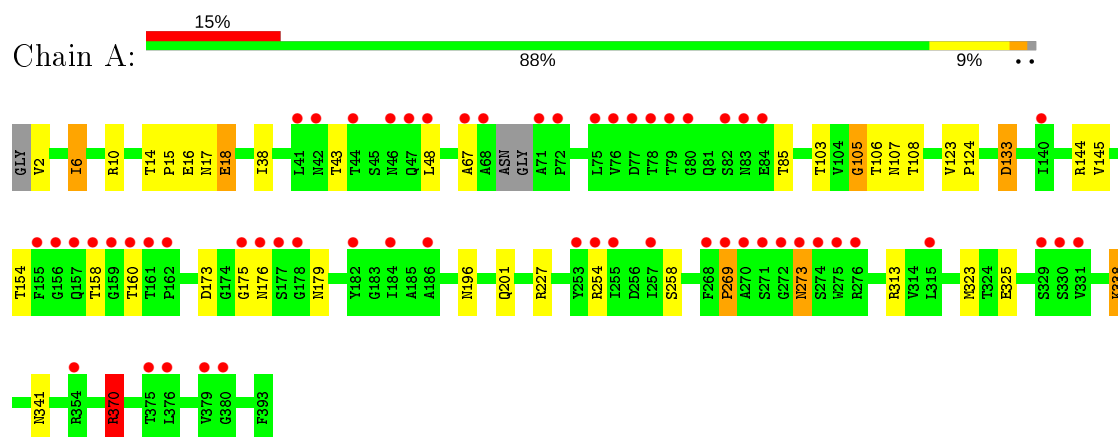 15%
Chain A:
88% 9% • •
GLY V2 I6 R10 T14 P15 E16 N17 E18 I38 L41 N42 T43 T44 S45 N46 Q47 L48 A67 A68 ASN GLY A71 P72 L75 V76 D77 T78 T79 G80 Q81 S82 N83 E84 T85 T103 V104 G105 T106 N107 T108 V123 P124 D133 I140 R144 V145
T154 F155 G156 Q157 T158 G159 T160 T161 P162 D173 G174 G175 N176 S177 G178 N179 Y182 G183 I184 A185 A186 N196 Q201 R227 Y253 R254 I255 D256 I257 S258 F268 P269 A270 S271 G272 N273 S274 W275 R276 R313 V314 L315 M323 T324 E325 S329 S330 V331
N341 R354 R370 T375 L376 V379 G380 F393